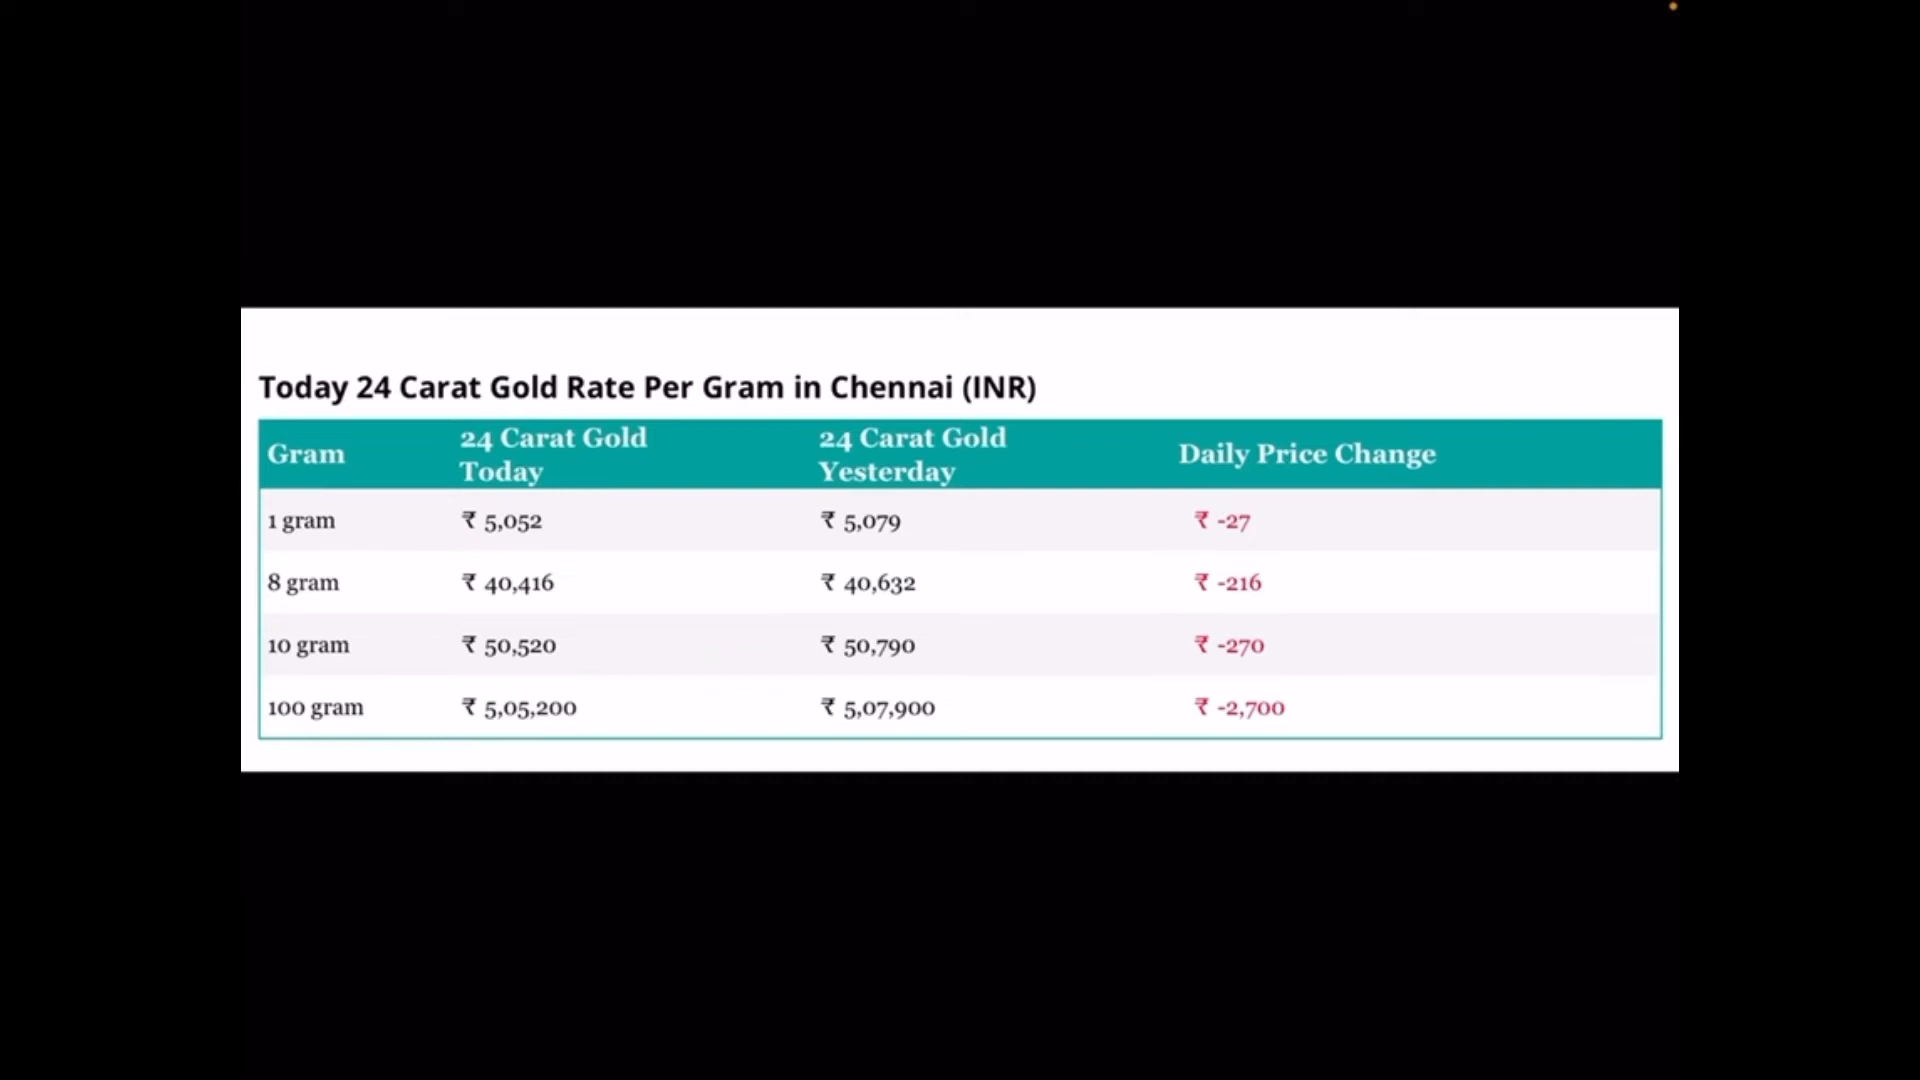 Today 24 Carat Gold Rate Per Gram in Chennai (INR)
Gram 24 Carat Gold Today 24 Carat Gold Yesterday Daily Price Change
1 gram ₹ 5,052 ₹ 5,079 ₹ -27
8 gram ₹ 40,416 ₹ 40,632 ₹ -216
10 gram ₹ 50,520 ₹ 50,790 ₹ -270
100 gram ₹ 5,05,200 ₹ 5,07,900 ₹ -2,700